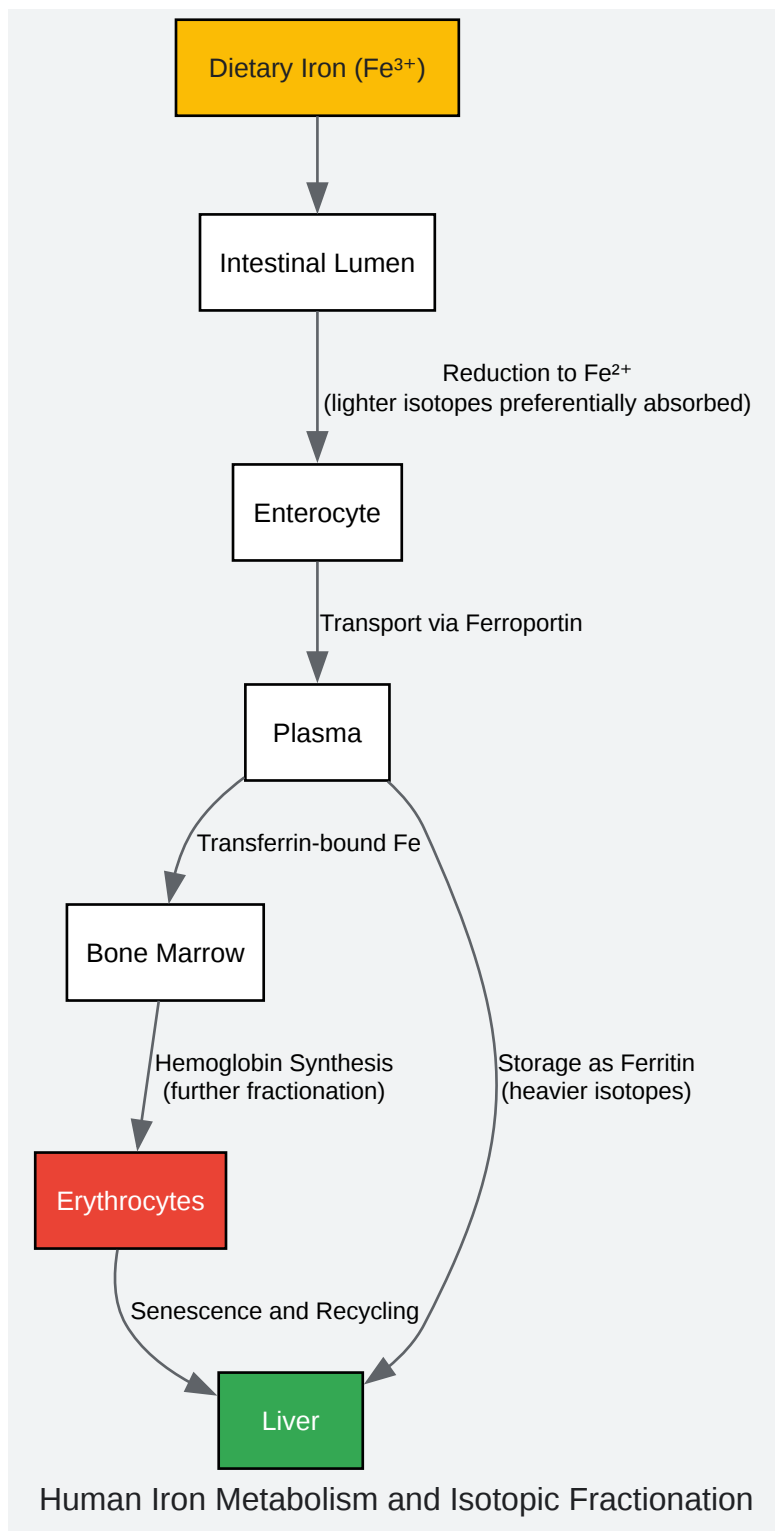 Dietary Iron (Fe³⁺)
Intestinal Lumen
Reduction to Fe²⁺
(lighter isotopes preferentially absorbed)
Enterocyte
Transport via Ferroportin
Plasma
Transferrin-bound Fe
Bone Marrow
Hemoglobin Synthesis
(further fractionation)
Storage as Ferritin
(heavier isotopes)
Erythrocytes
Senescence and Recycling
Liver
Human Iron Metabolism and Isotopic Fractionation